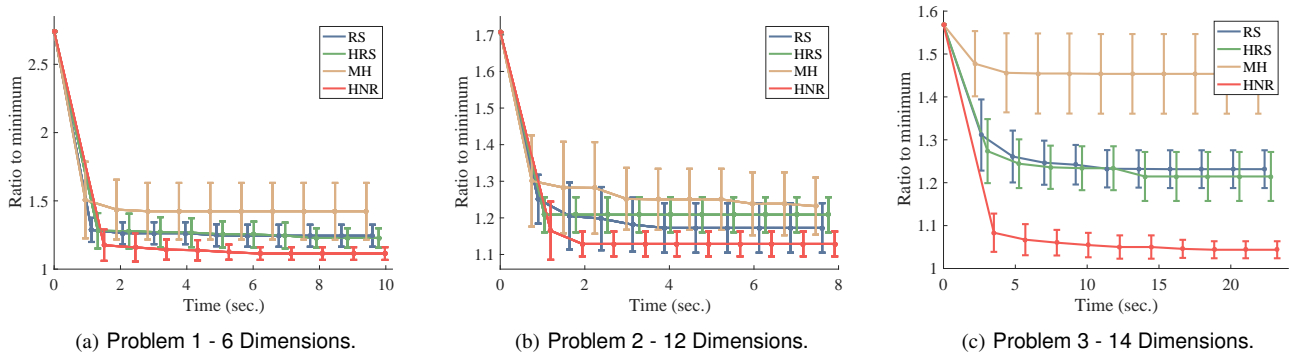 Ratio to minimum
2.5
2
1.5
1
0
2
4
6
8
10
Time (sec.)
RS
HRS
MH
HNR
(a) Problem 1 - 6 Dimensions.
Ratio to minimum
1.7
1.6
1.5
1.4
1.3
1.2
1.1
0
2
4
6
8
Time (sec.)
RS
HRS
MH
HNR
(b) Problem 2 - 12 Dimensions.
Ratio to minimum
1.6
1.5
1.4
1.3
1.2
1.1
1
0
5
10
15
20
Time (sec.)
RS
HRS
MH
HNR
(c) Problem 3 - 14 Dimensions.